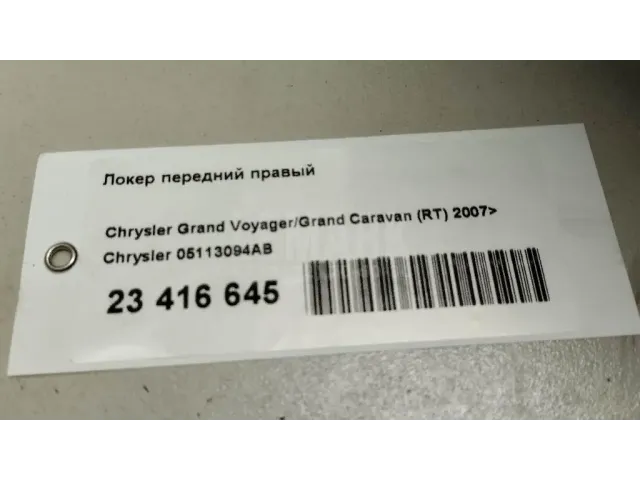 Локер передний правый
Chrysler Grand Voyager/Grand Caravan (RT) 2007>
Chrysler 05113094AB
23 416 645